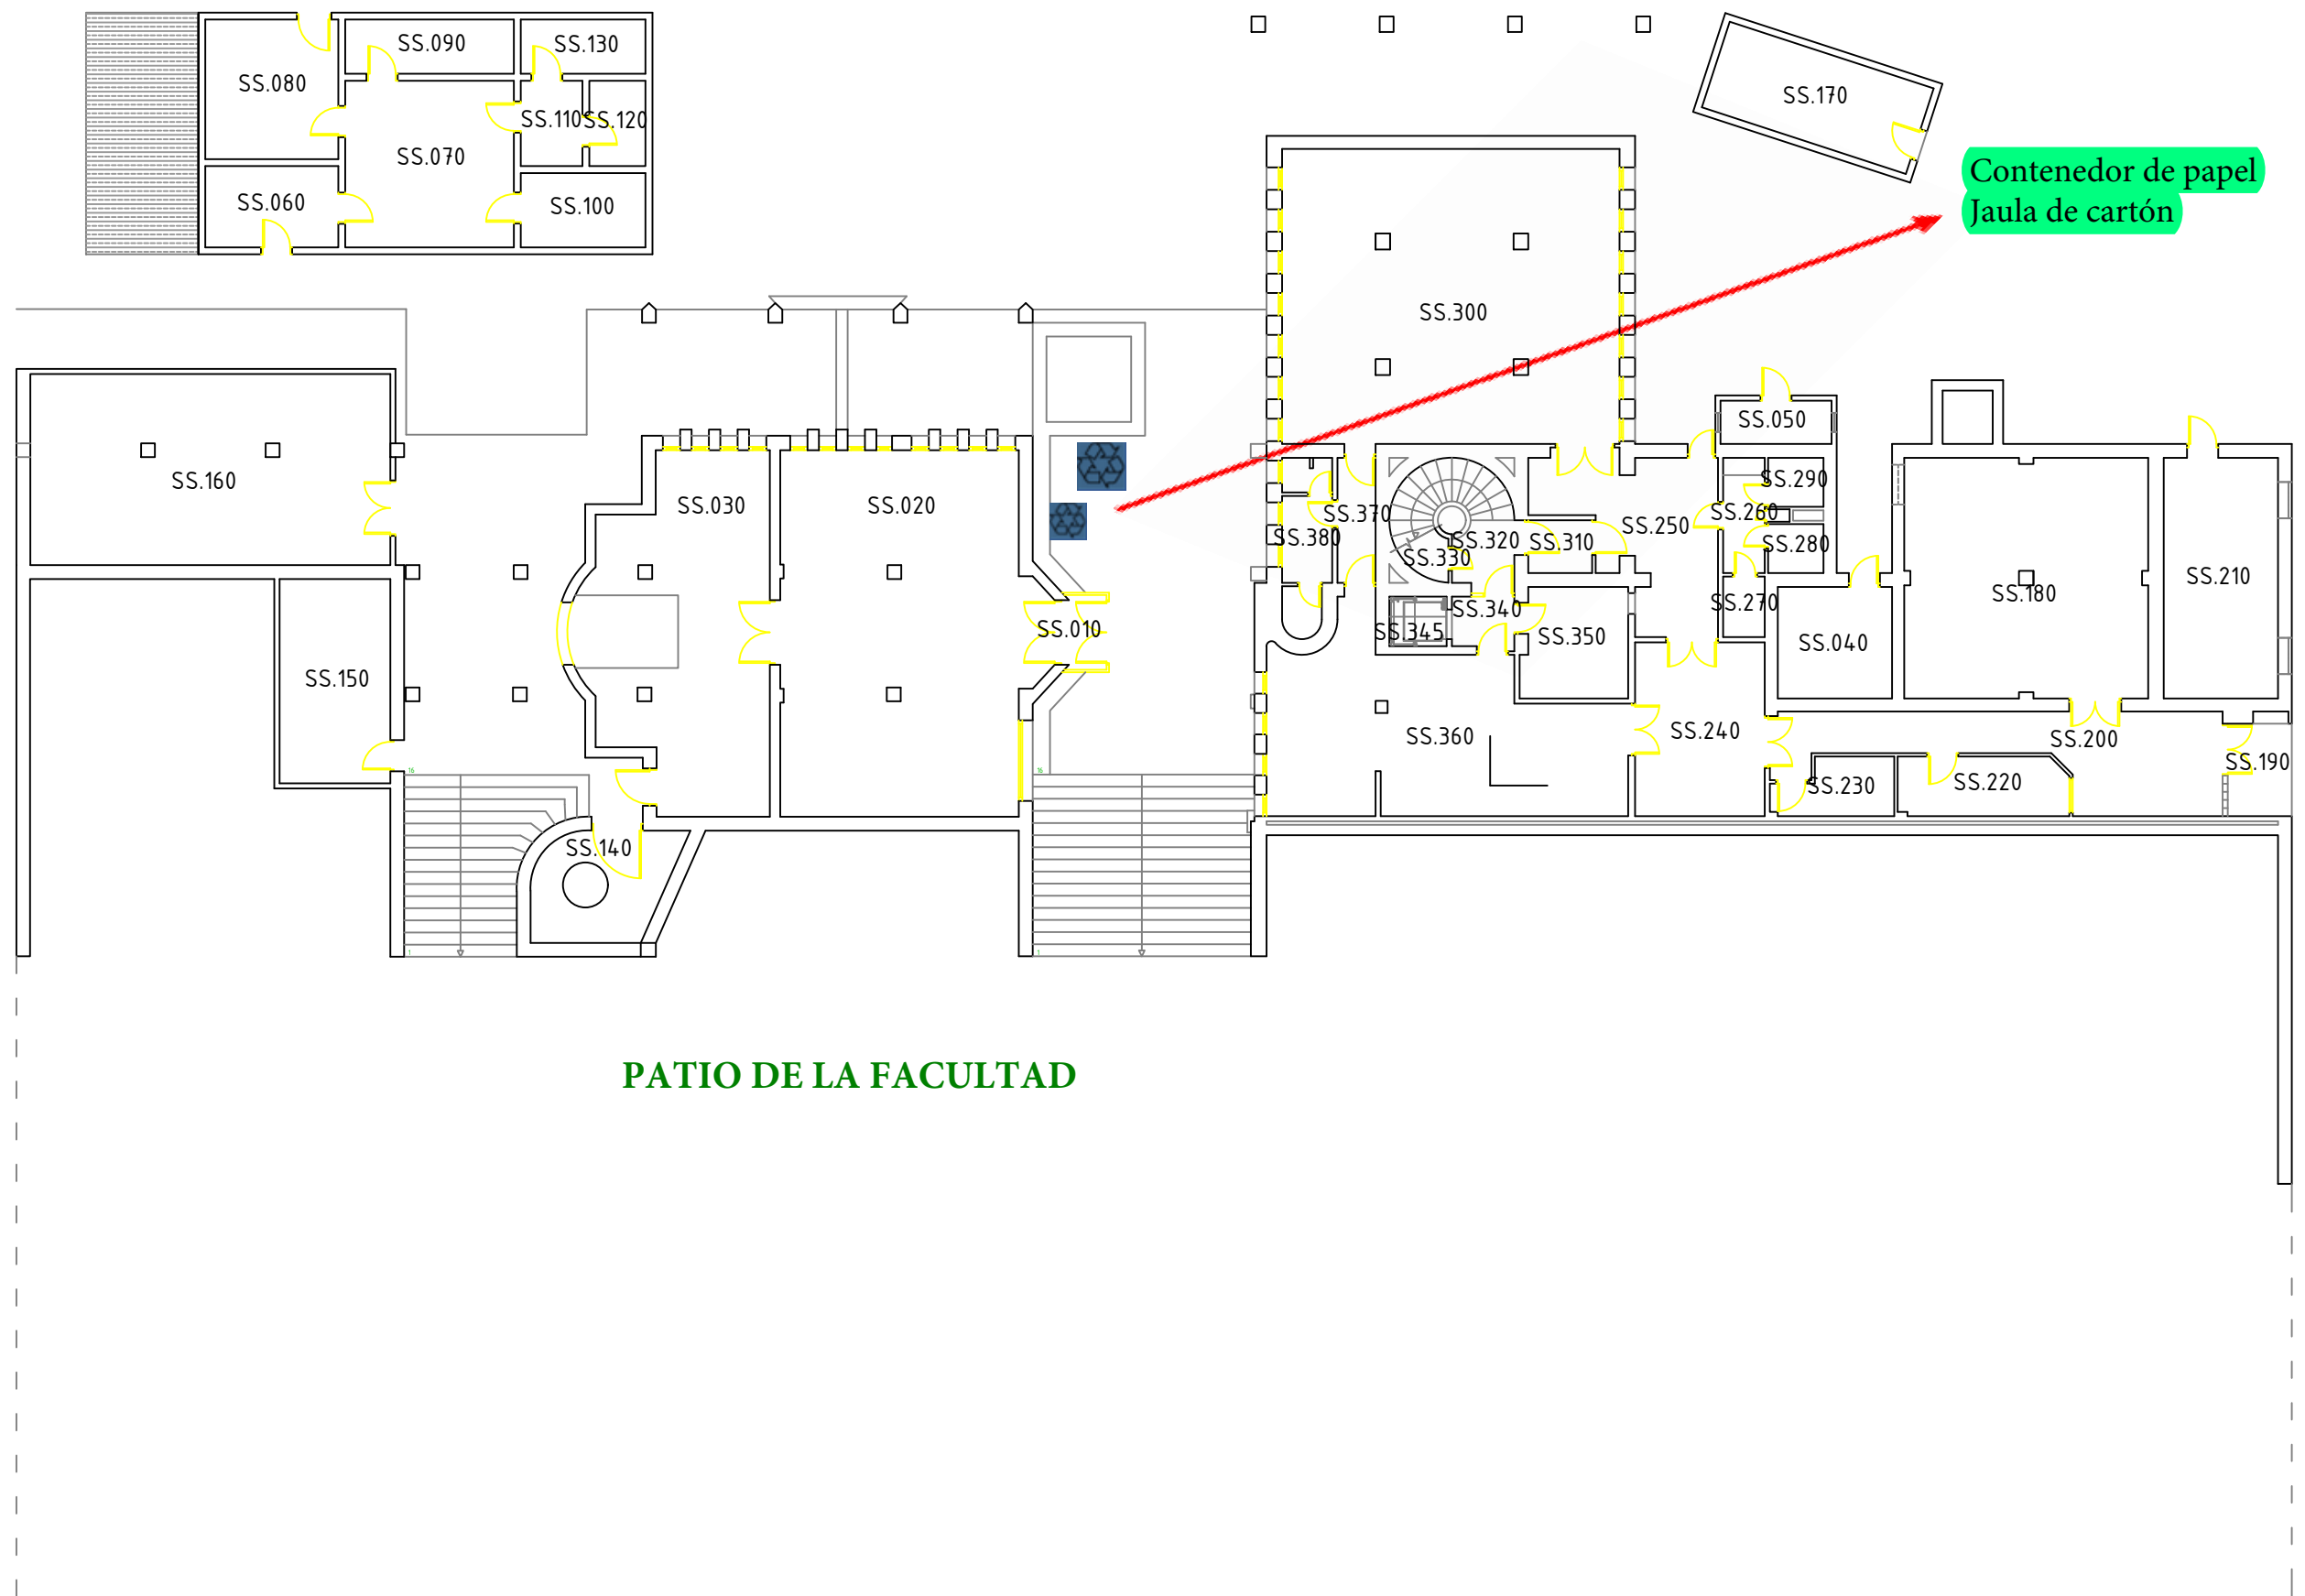 SS.090
SS.130
SS.080
SS.110
SS.120
SS.070
SS.060
SS.100
SS.170
Contenedor de papel
Jaula de cartón
SS.300
SS.050
SS.160
SS.030
SS.020
SS.290
SS.370
SS.260
SS.250
SS.380
SS.320
SS.310
SS.280
SS.330
SS.210
SS.180
SS.270
SS.340
SS.010
SS.345
SS.350
SS.040
SS.150
SS.360
SS.240
SS.200
SS.190
16
16
SS.230
SS.220
SS.140
1
1
PATIO DE LA FACULTAD